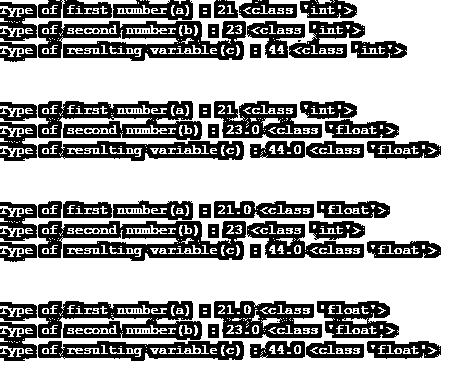 Type of first number(a) : 21 <class 'int'>
Type of second number(b) : 23 <class 'int'>
Type of resulting variable(c) : 44 <class 'int'>
Type of first number(a) : 21 <class 'int'>
Type of second number(b) : 23.0 <class 'float'>
Type of resulting variable(c) : 44.0 <class 'float'>
Type of first number(a) : 21.0 <class 'float'>
Type of second number(b) : 23 <class 'int'>
Type of resulting variable(c) : 44.0 <class 'float'>
Type of first number(a) : 21.0 <class 'float'>
Type of second number(b) : 23.0 <class 'float'>
Type of resulting variable(c) : 44.0 <class 'float'>